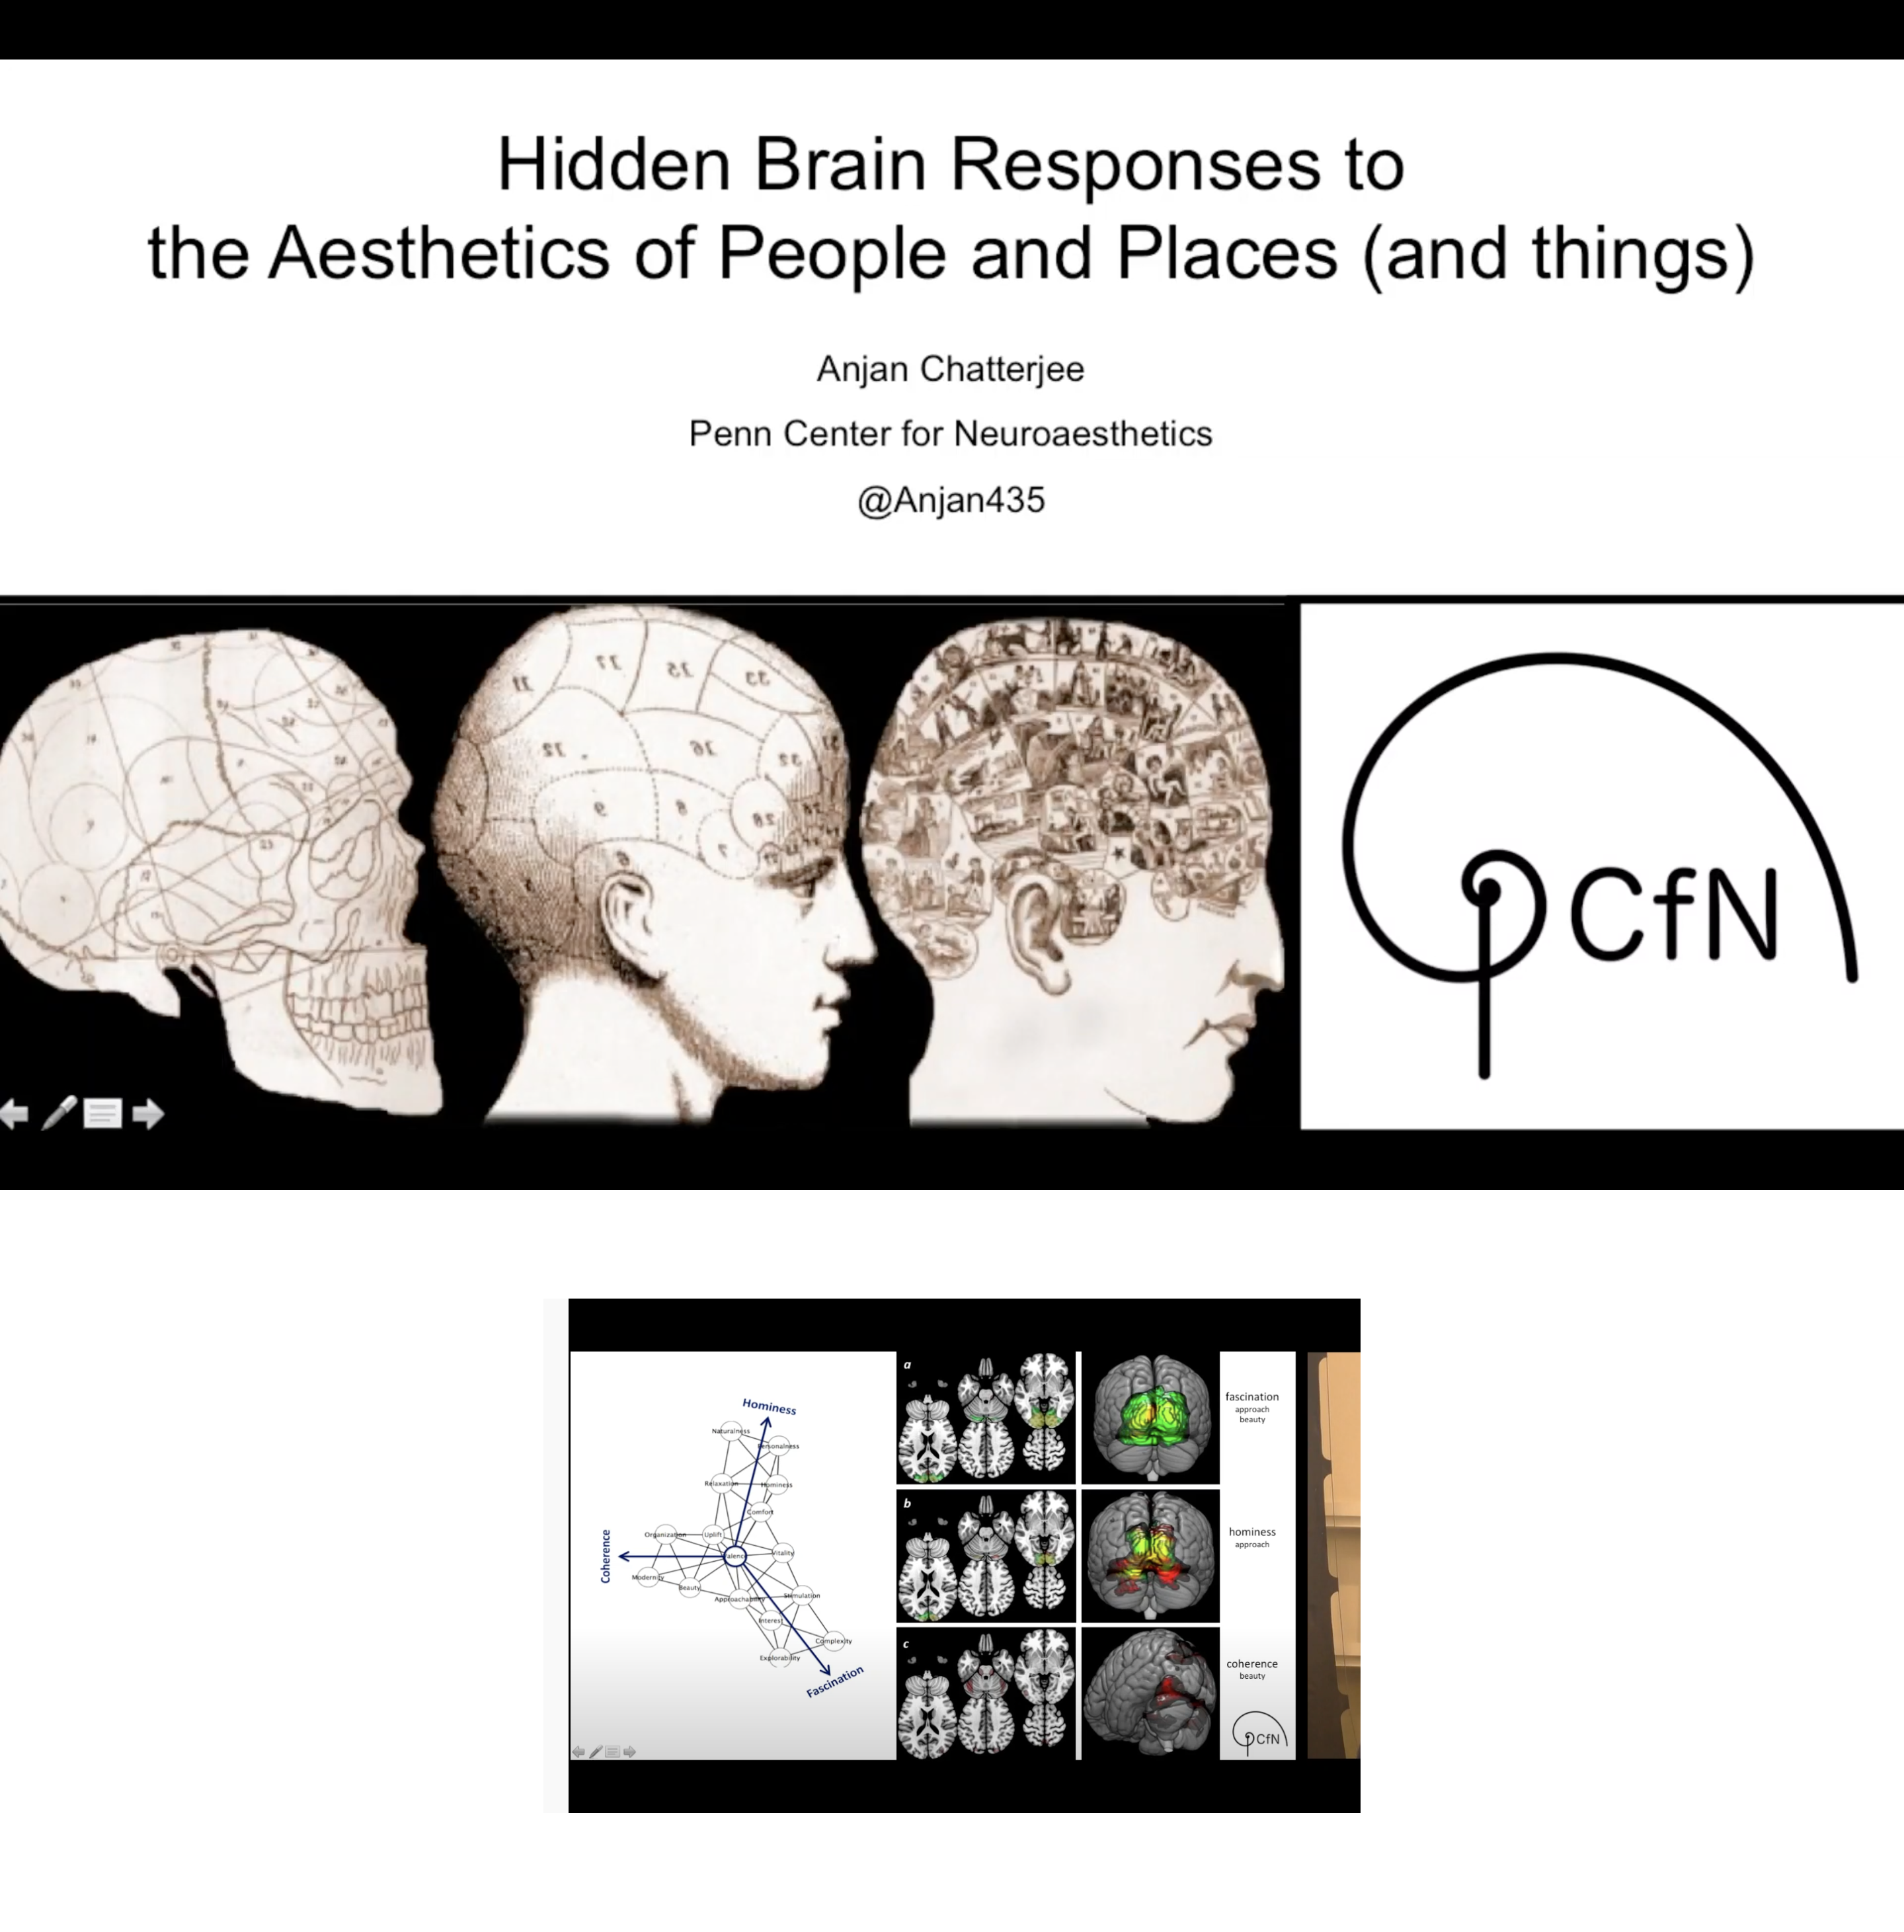 Hidden Brain Responses to
the Aesthetics of People and Places (and things)
Anjan Chatterjee
Penn Center for Neuroaesthetics
@Anjan435
CfN
Hominess
Naturalness
Personalness
Relaxation
Hominess
Comfort
Organization
Uplift
Coherence
Valence
Vitality
Modernity
Beauty
Approachability
Stimulation
Interest
Complexity
Explorability
Fascination
a
fascination
approach
beauty
b
hominess
approach
c
coherence
beauty
CfN